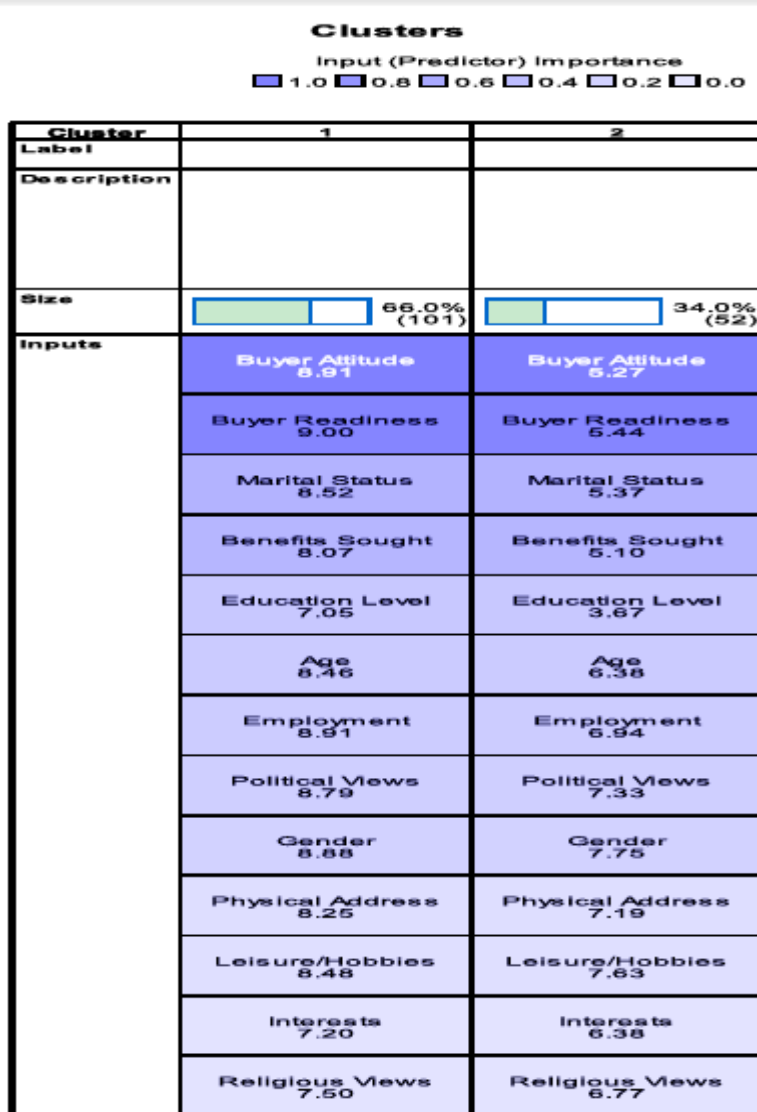 Clusters
Input (Predictor) Importance
1.0 0.8 0.6 0.4 0.2 0.0
Cluster 1 2
Label
Description
Size 66.0% 34.0%
(101) (52)
Inputs
Buyer Attitude Buyer Attitude
8.91 5.27
Buyer Readiness Buyer Readiness
9.00 5.44
Marital Status Marital Status
8.52 5.37
Benefits Sought Benefits Sought
8.07 5.10
Education Level Education Level
7.05 3.67
Age Age
8.46 6.38
Employment Employment
8.91 6.94
Political Views Political Views
8.79 7.33
Gender Gender
8.88 7.75
Physical Address Physical Address
8.25 7.19
Leisure/Hobbies Leisure/Hobbies
8.48 7.63
Interests Interests
7.20 6.38
Religious Views Religious Views
7.50 6.77